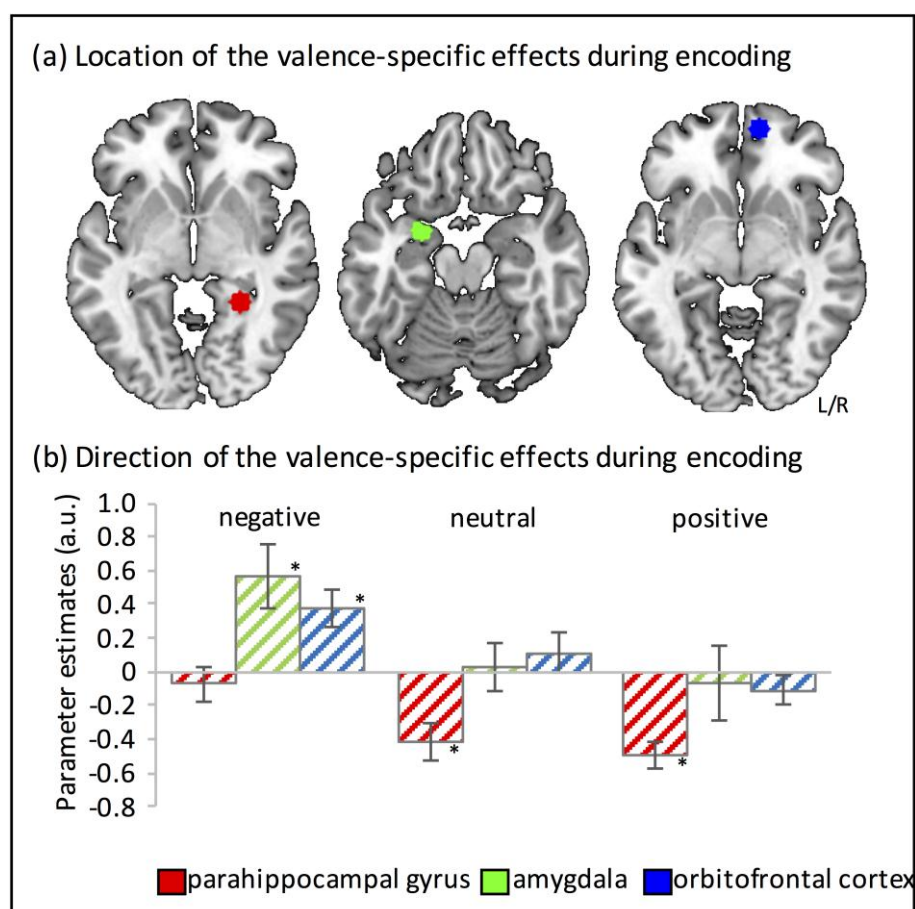 (a) Location of the valence-specific effects during encoding
L/R
(b) Direction of the valence-specific effects during encoding
Parameter estimates (a.u.)
1.0
0.8
0.6
0.4
0.2
0
-0.2
-0.4
-0.6
-0.8
negative neutral positive
* *
* *
parahippocampal gyrus amygdala orbitofrontal cortex